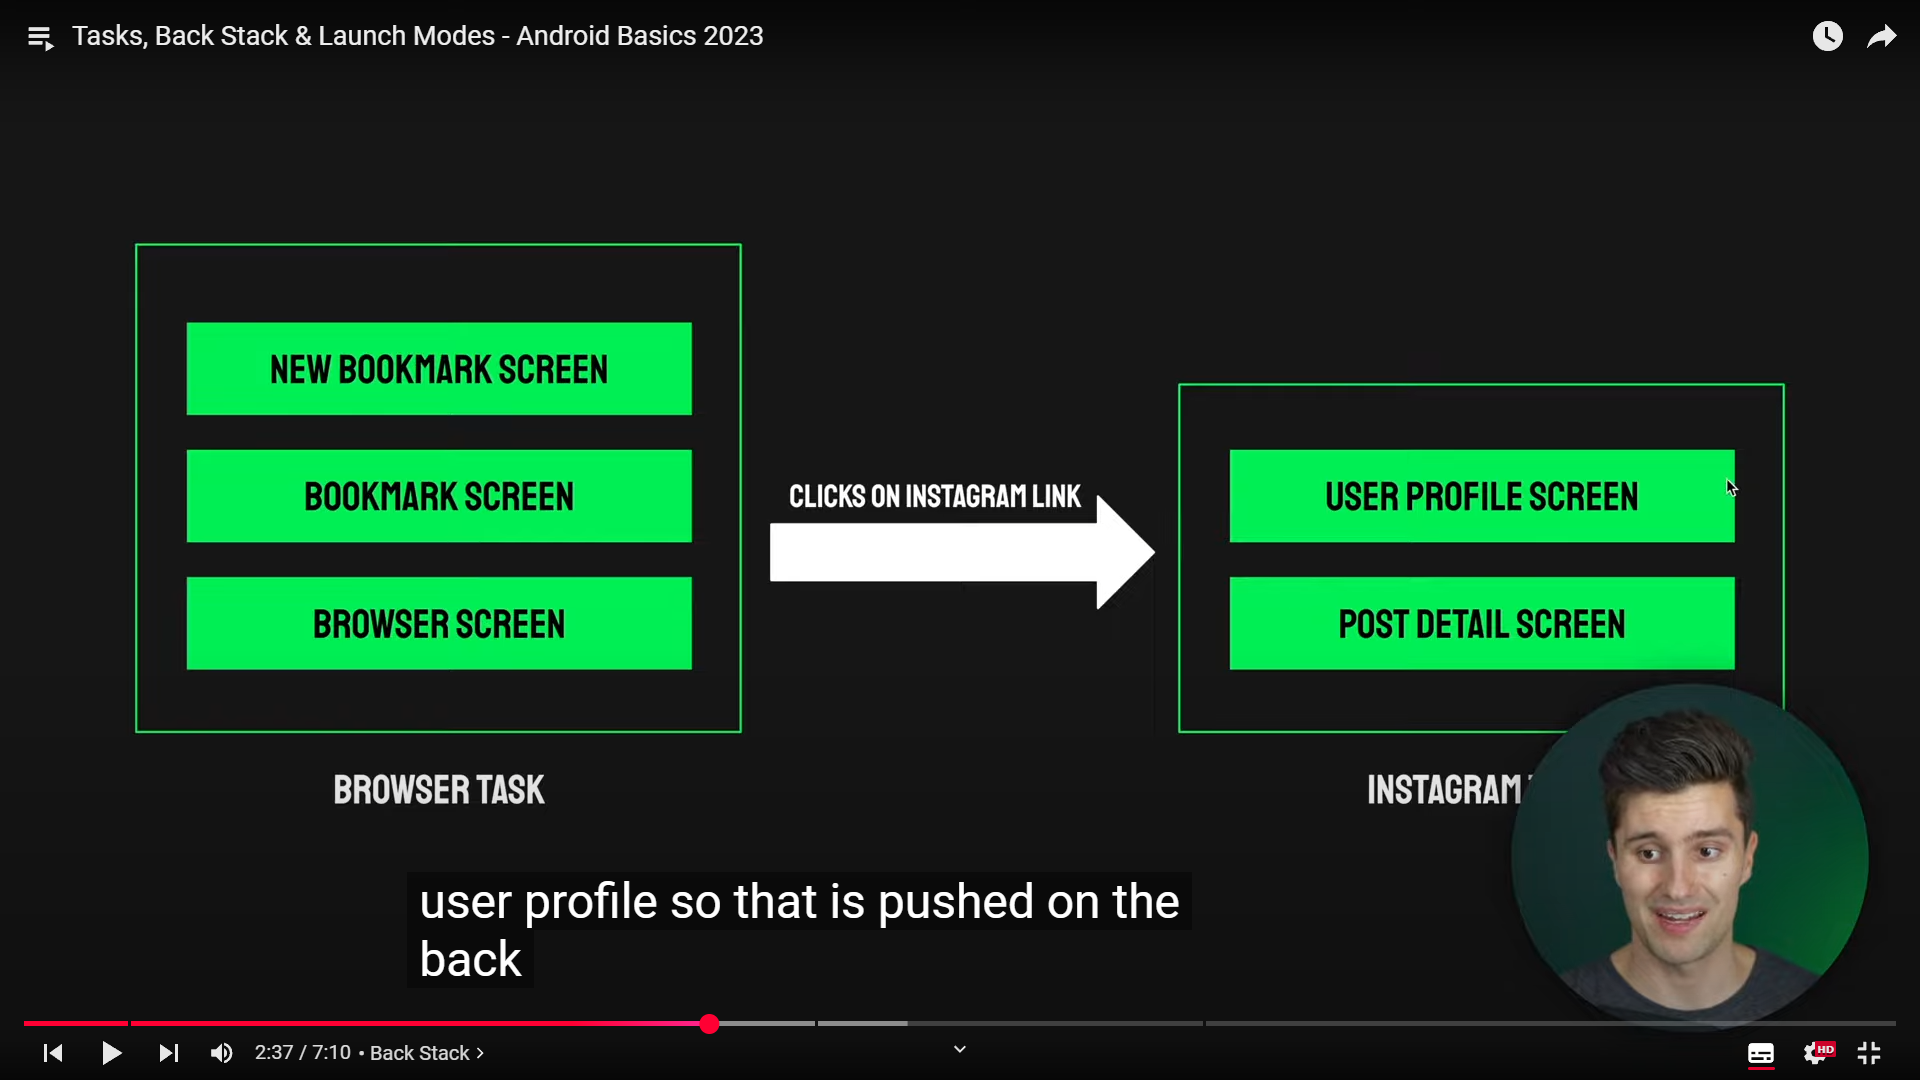 Tasks, Back Stack & Launch Modes - Android Basics 2023
NEW BOOKMARK SCREEN
BOOKMARK SCREEN
BROWSER SCREEN
BROWSER TASK
CLICKS ON INSTAGRAM LINK
USER PROFILE SCREEN
POST DETAIL SCREEN
INSTAGRAM
user profile so that is pushed on the
back
2:37 / 7:10 • Back Stack
HD